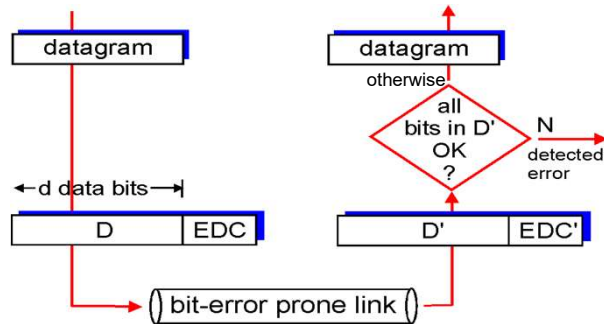 datagram
datagram
otherwise
all
bits in D'
OK
?
N
detected
error
d data bits
D
EDC
D'
EDC'
bit-error prone link